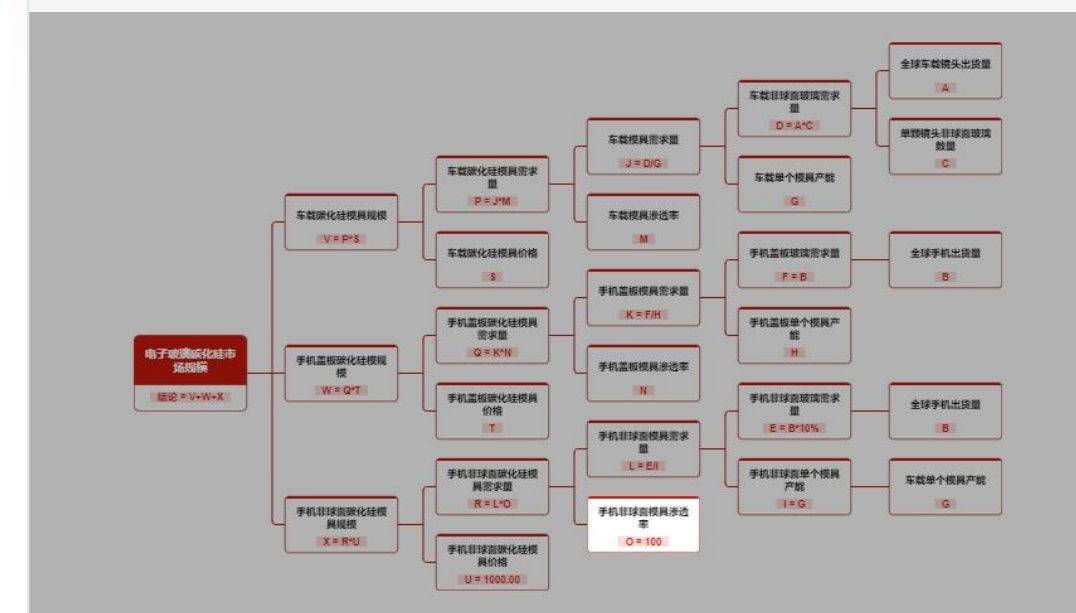 电子玻璃碳化硅市
场规模
结论 = V+W+X
车载碳化硅模具规模
V = P*S
车载碳化硅模具需求
量
P = J*M
车载模具需求量
J = D/G
车载非球面玻璃需求
量
D = A*C
全球车载镜头出货量
A
单颗镜头非球面玻璃
数量
C
车载单个模具产能
G
车载模具渗透率
M
车载碳化硅模具价格
S
手机盖板碳化硅模规
模
W = Q*T
手机盖板碳化硅模具
需求量
Q = K*N
手机盖板模具需求量
K = F/H
手机盖板玻璃需求量
F = B
全球手机出货量
B
手机盖板单个模具产
能
H
手机盖板模具渗透率
N
手机盖板碳化硅模具
价格
T
手机非球面碳化硅模
具规模
X = R*U
手机非球面碳化硅模
具需求量
R = L*O
手机非球面模具需求
量
L = E/I
手机非球面玻璃需求
量
E = B*10%
全球手机出货量
B
手机非球面单个模具
产能
I = G
车载单个模具产能
G
手机非球面模具渗透
率
O = 100
手机非球面碳化硅模
具价格
U = 1000.00